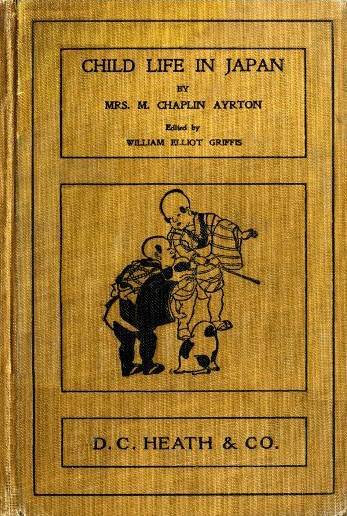 CHILD LIFE IN JAPAN
BY
MRS. M. CHAPLIN AYRTON
Edited by
WILLIAM ELLIOT GRIFFIS
D. C. HEATH & CO.